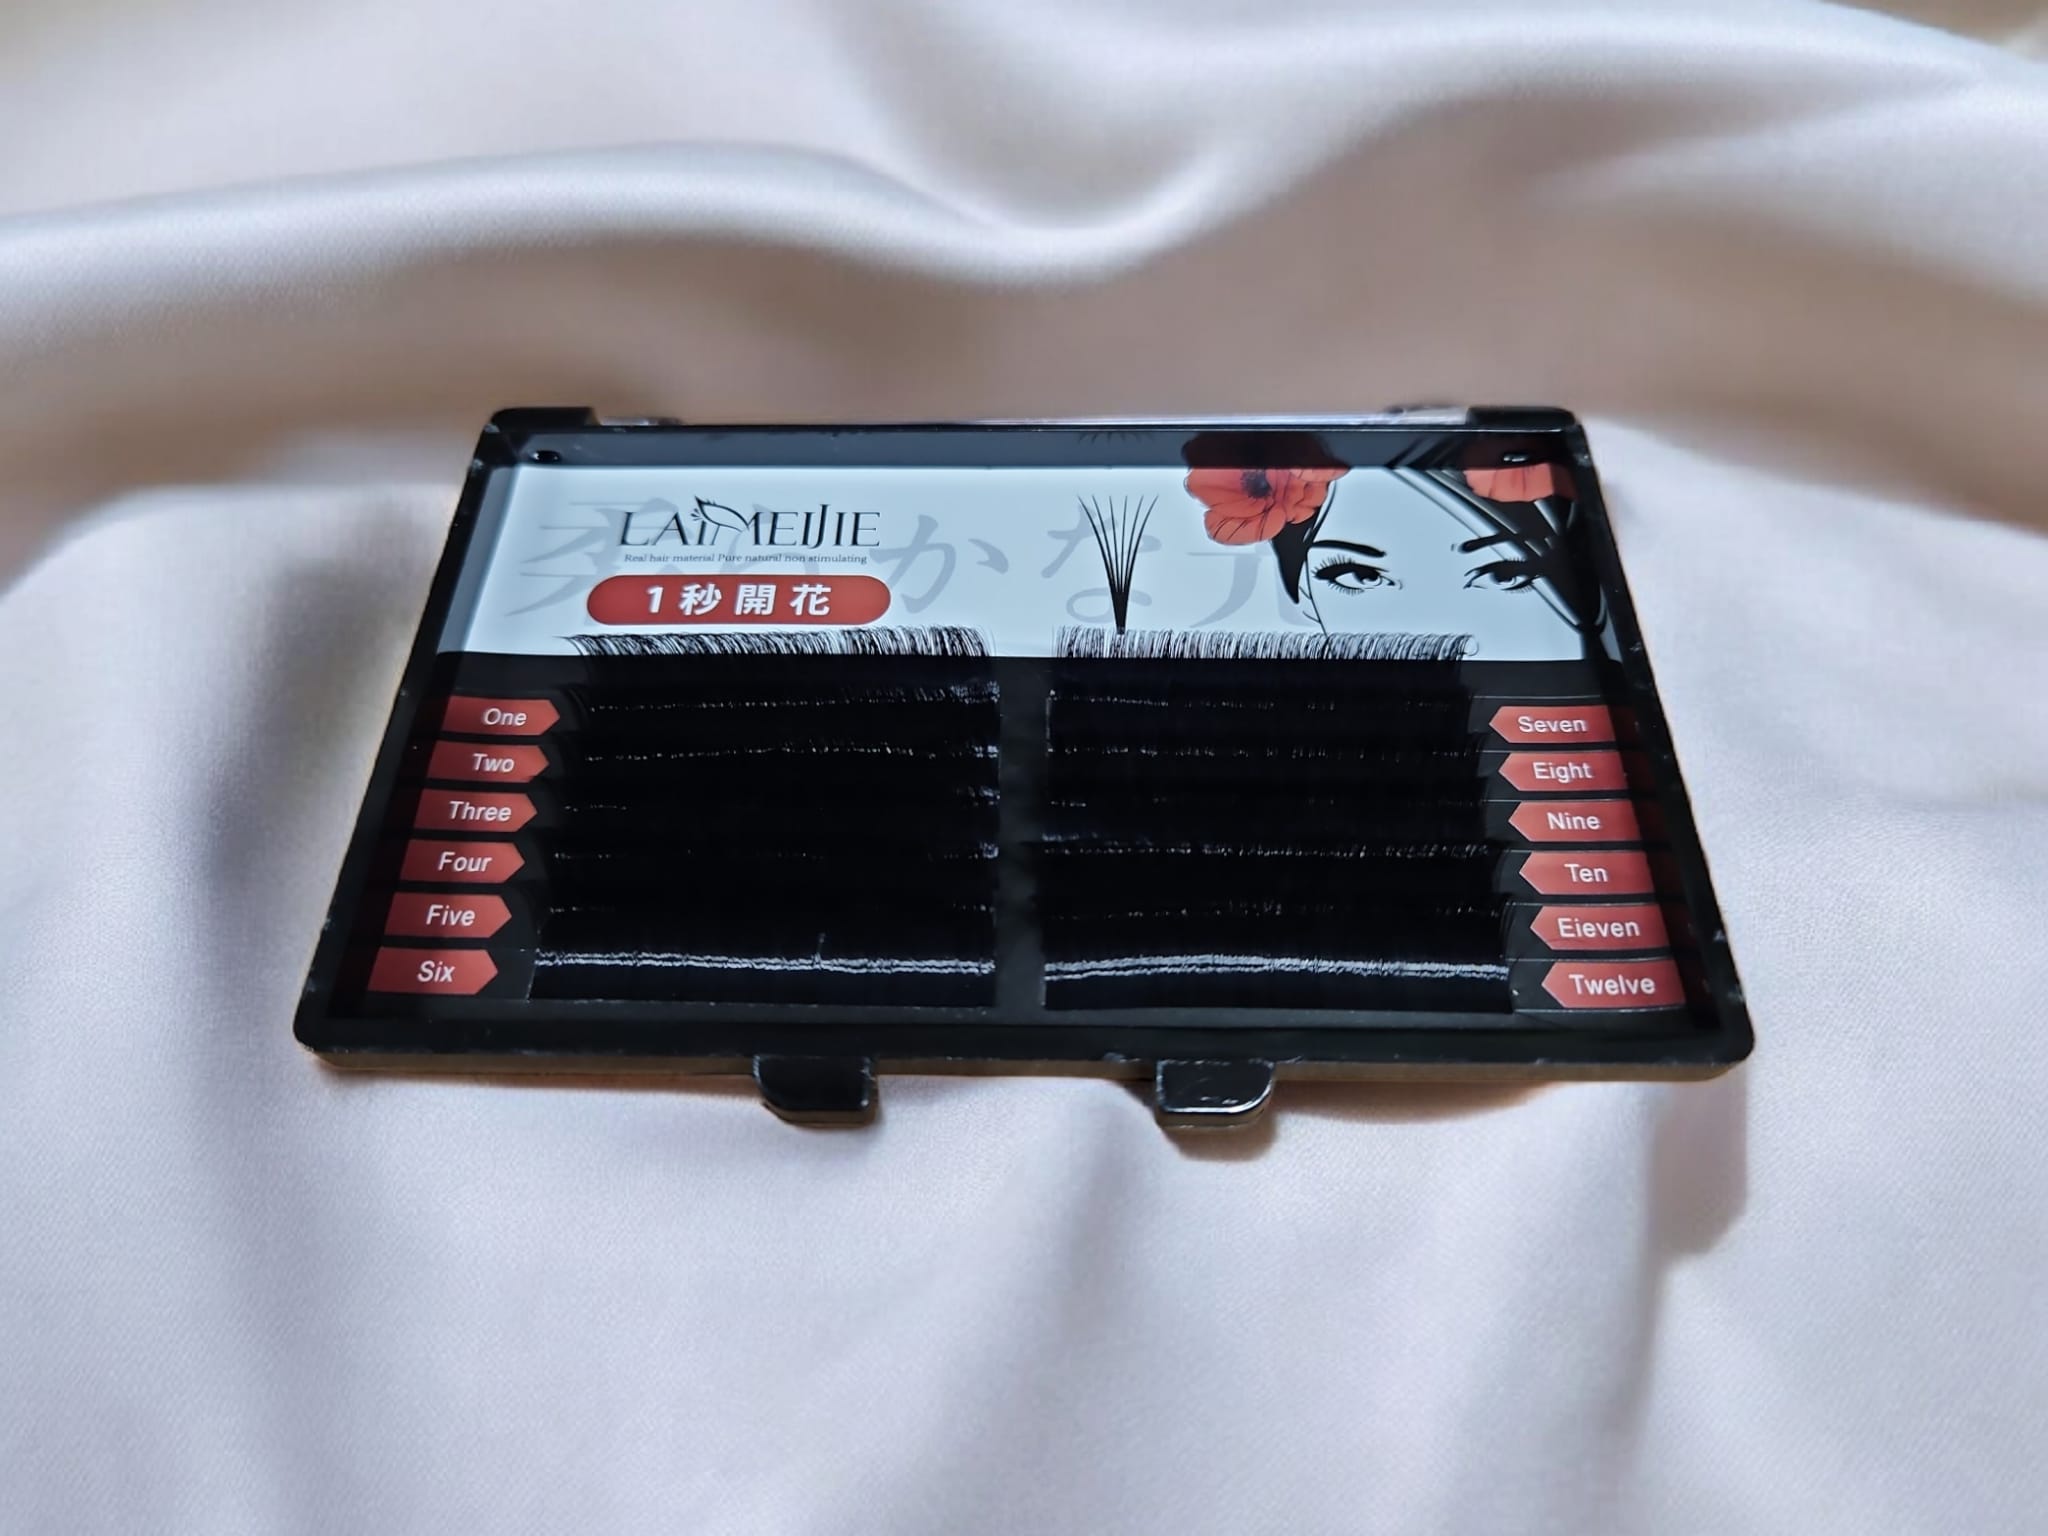 LAIMEIJIE
Real hair material Pure natural non stimulating
1秒開花
One
Two
Three
Four
Five
Six
Seven
Eight
Nine
Ten
Eieven
Twelve